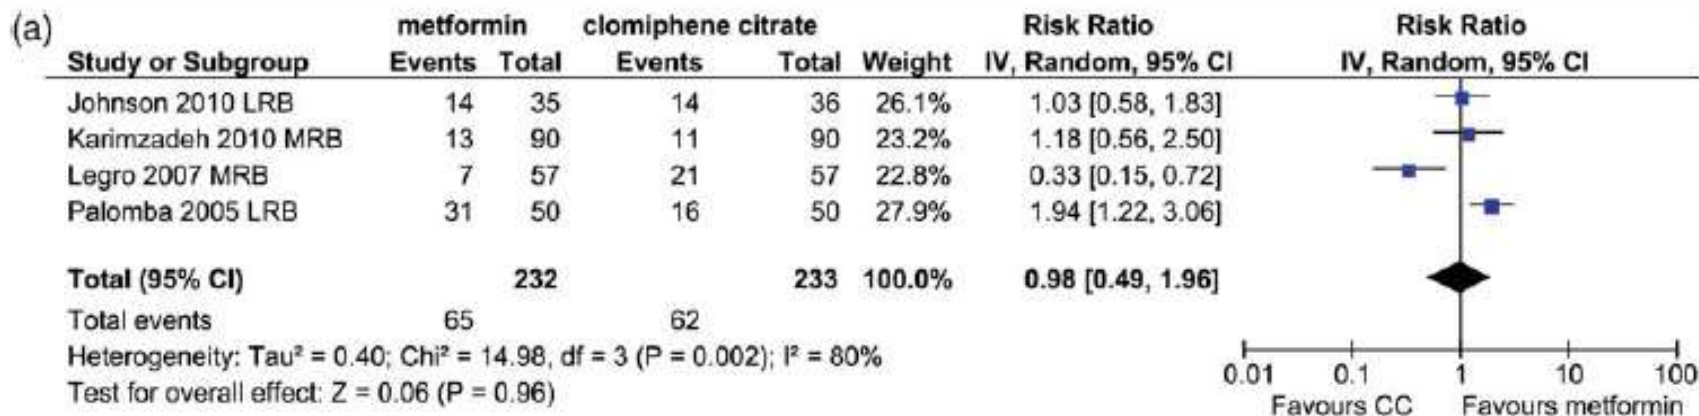 (a) metformin clomiphene citrate Risk Ratio Risk Ratio
Study or Subgroup Events Total Events Total Weight IV, Random, 95% CI IV, Random, 95% CI
Johnson 2010 LRB 14 35 14 36 26.1% 1.03 [0.58, 1.83]
Karimzadeh 2010 MRB 13 90 11 90 23.2% 1.18 [0.56, 2.50]
Legro 2007 MRB 7 57 21 57 22.8% 0.33 [0.15, 0.72]
Palomba 2005 LRB 31 50 16 50 27.9% 1.94 [1.22, 3.06]
Total (95% CI) 232 233 100.0% 0.98 [0.49, 1.96]
Total events 65 62
Heterogeneity: Tau² = 0.40; Chi² = 14.98, df = 3 (P = 0.002); I² = 80%
Test for overall effect: Z = 0.06 (P = 0.96)
0.01 0.1 1 10 100
Favours CC Favours metformin